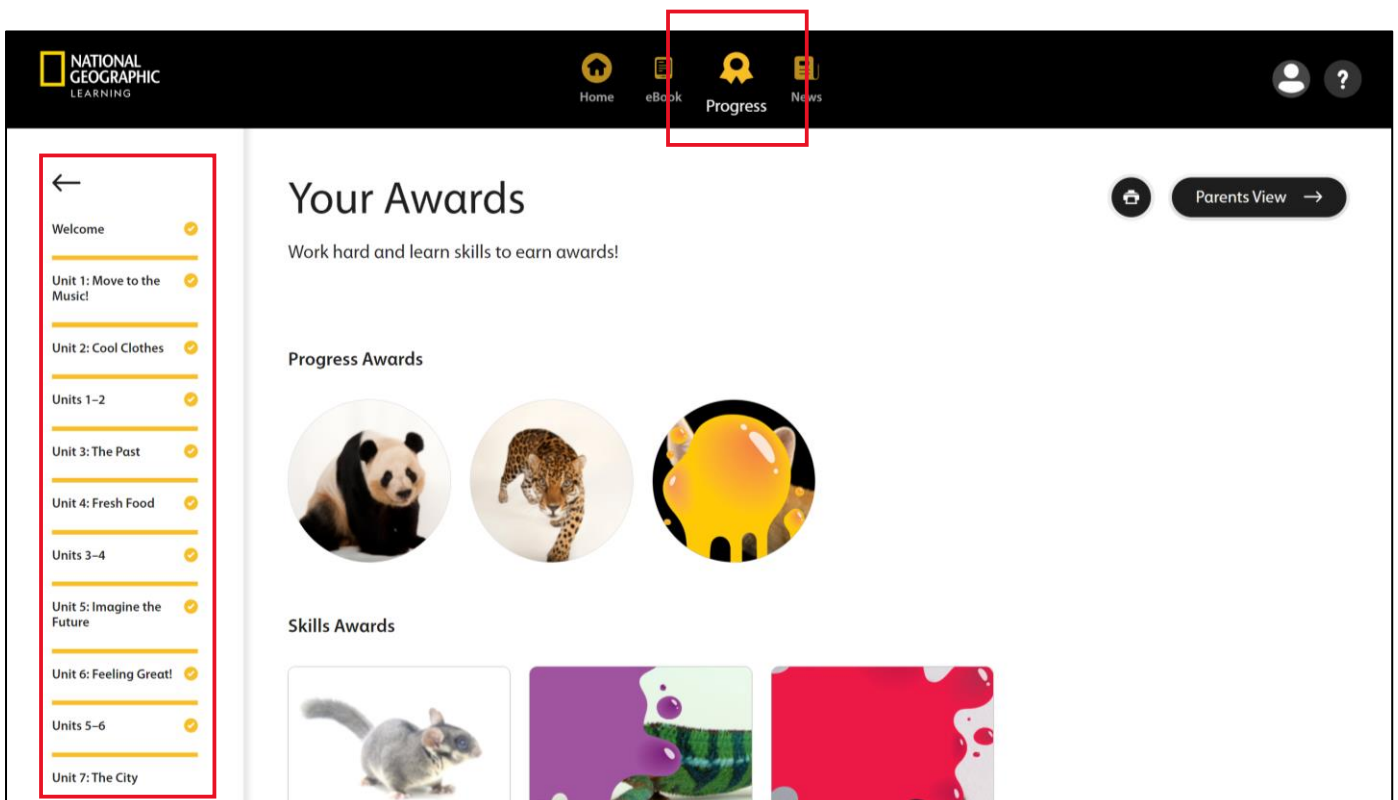 NATIONAL
GEOGRAPHIC
LEARNING
Home
eBook
Progress
News
?
Welcome
Unit 1: Move to the
Music!
Unit 2: Cool Clothes
Units 1–2
Unit 3: The Past
Unit 4: Fresh Food
Units 3–4
Unit 5: Imagine the
Future
Unit 6: Feeling Great!
Units 5–6
Unit 7: The City
Your Awards
Parents View →
Work hard and learn skills to earn awards!
Progress Awards
Skills Awards